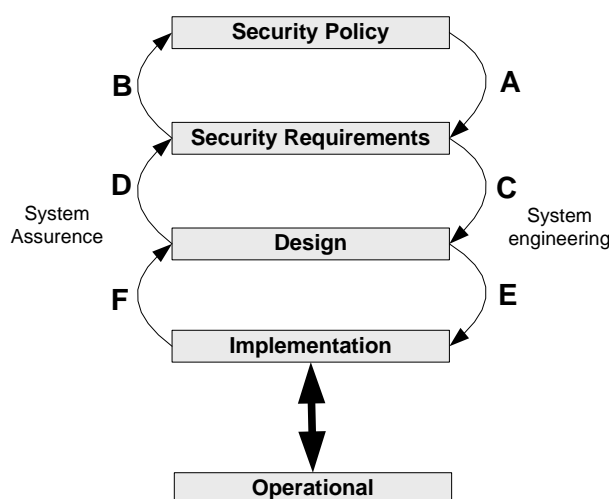 Security Policy
B
A
Security Requirements
D
C
System
Assurence
System
engineering
Design
F
E
Implementation
Operational